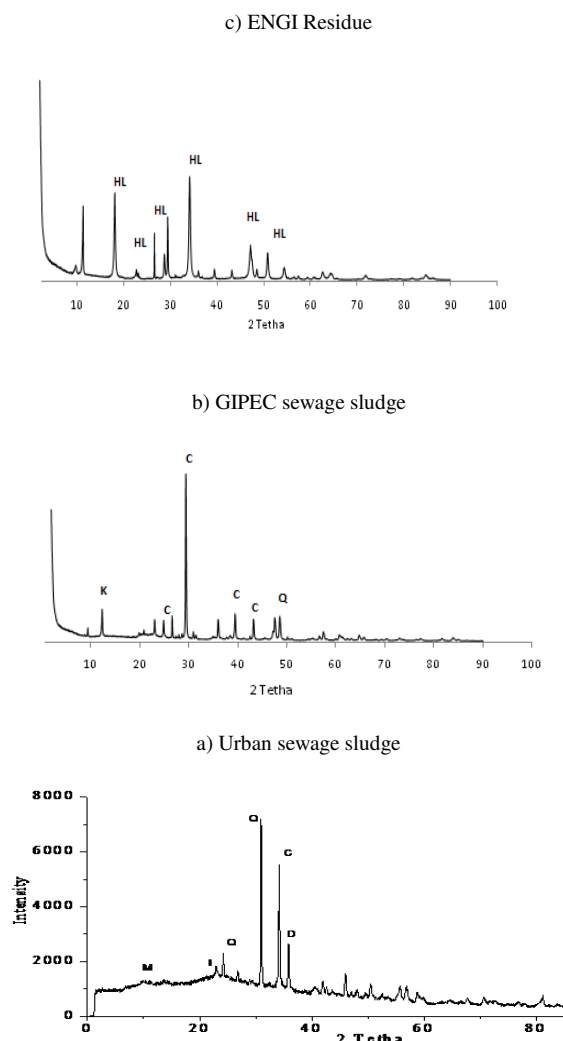 c) ENGI Residue
HL
HL
HL
HL
HL
HL
10 20 30 40 50 60 70 80 90 100
2 Tetha
b) GIPEC sewage sludge
C
K
C
C
C
Q
10 20 30 40 50 60 70 80 90 100
2 Tetha
a) Urban sewage sludge
8000
6000
4000
2000
0
Intensity
Q
C
D
Q
I
M
0 20 40 60 80
2 Tetha